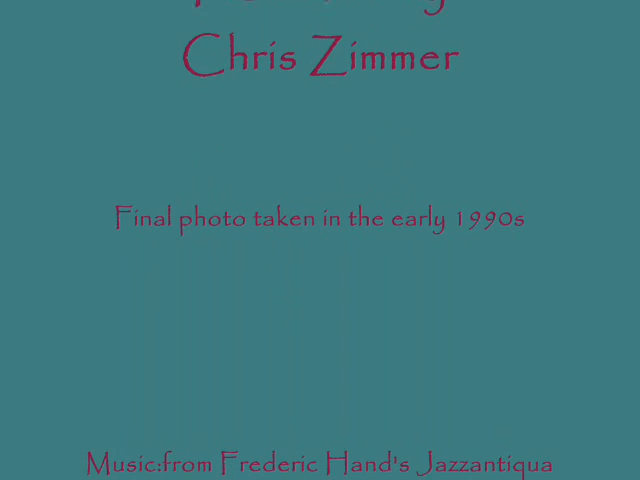 Chris Zimmer
Final photo taken in the early 1990s
Music:from Frederic Hand's Jazzantiqua